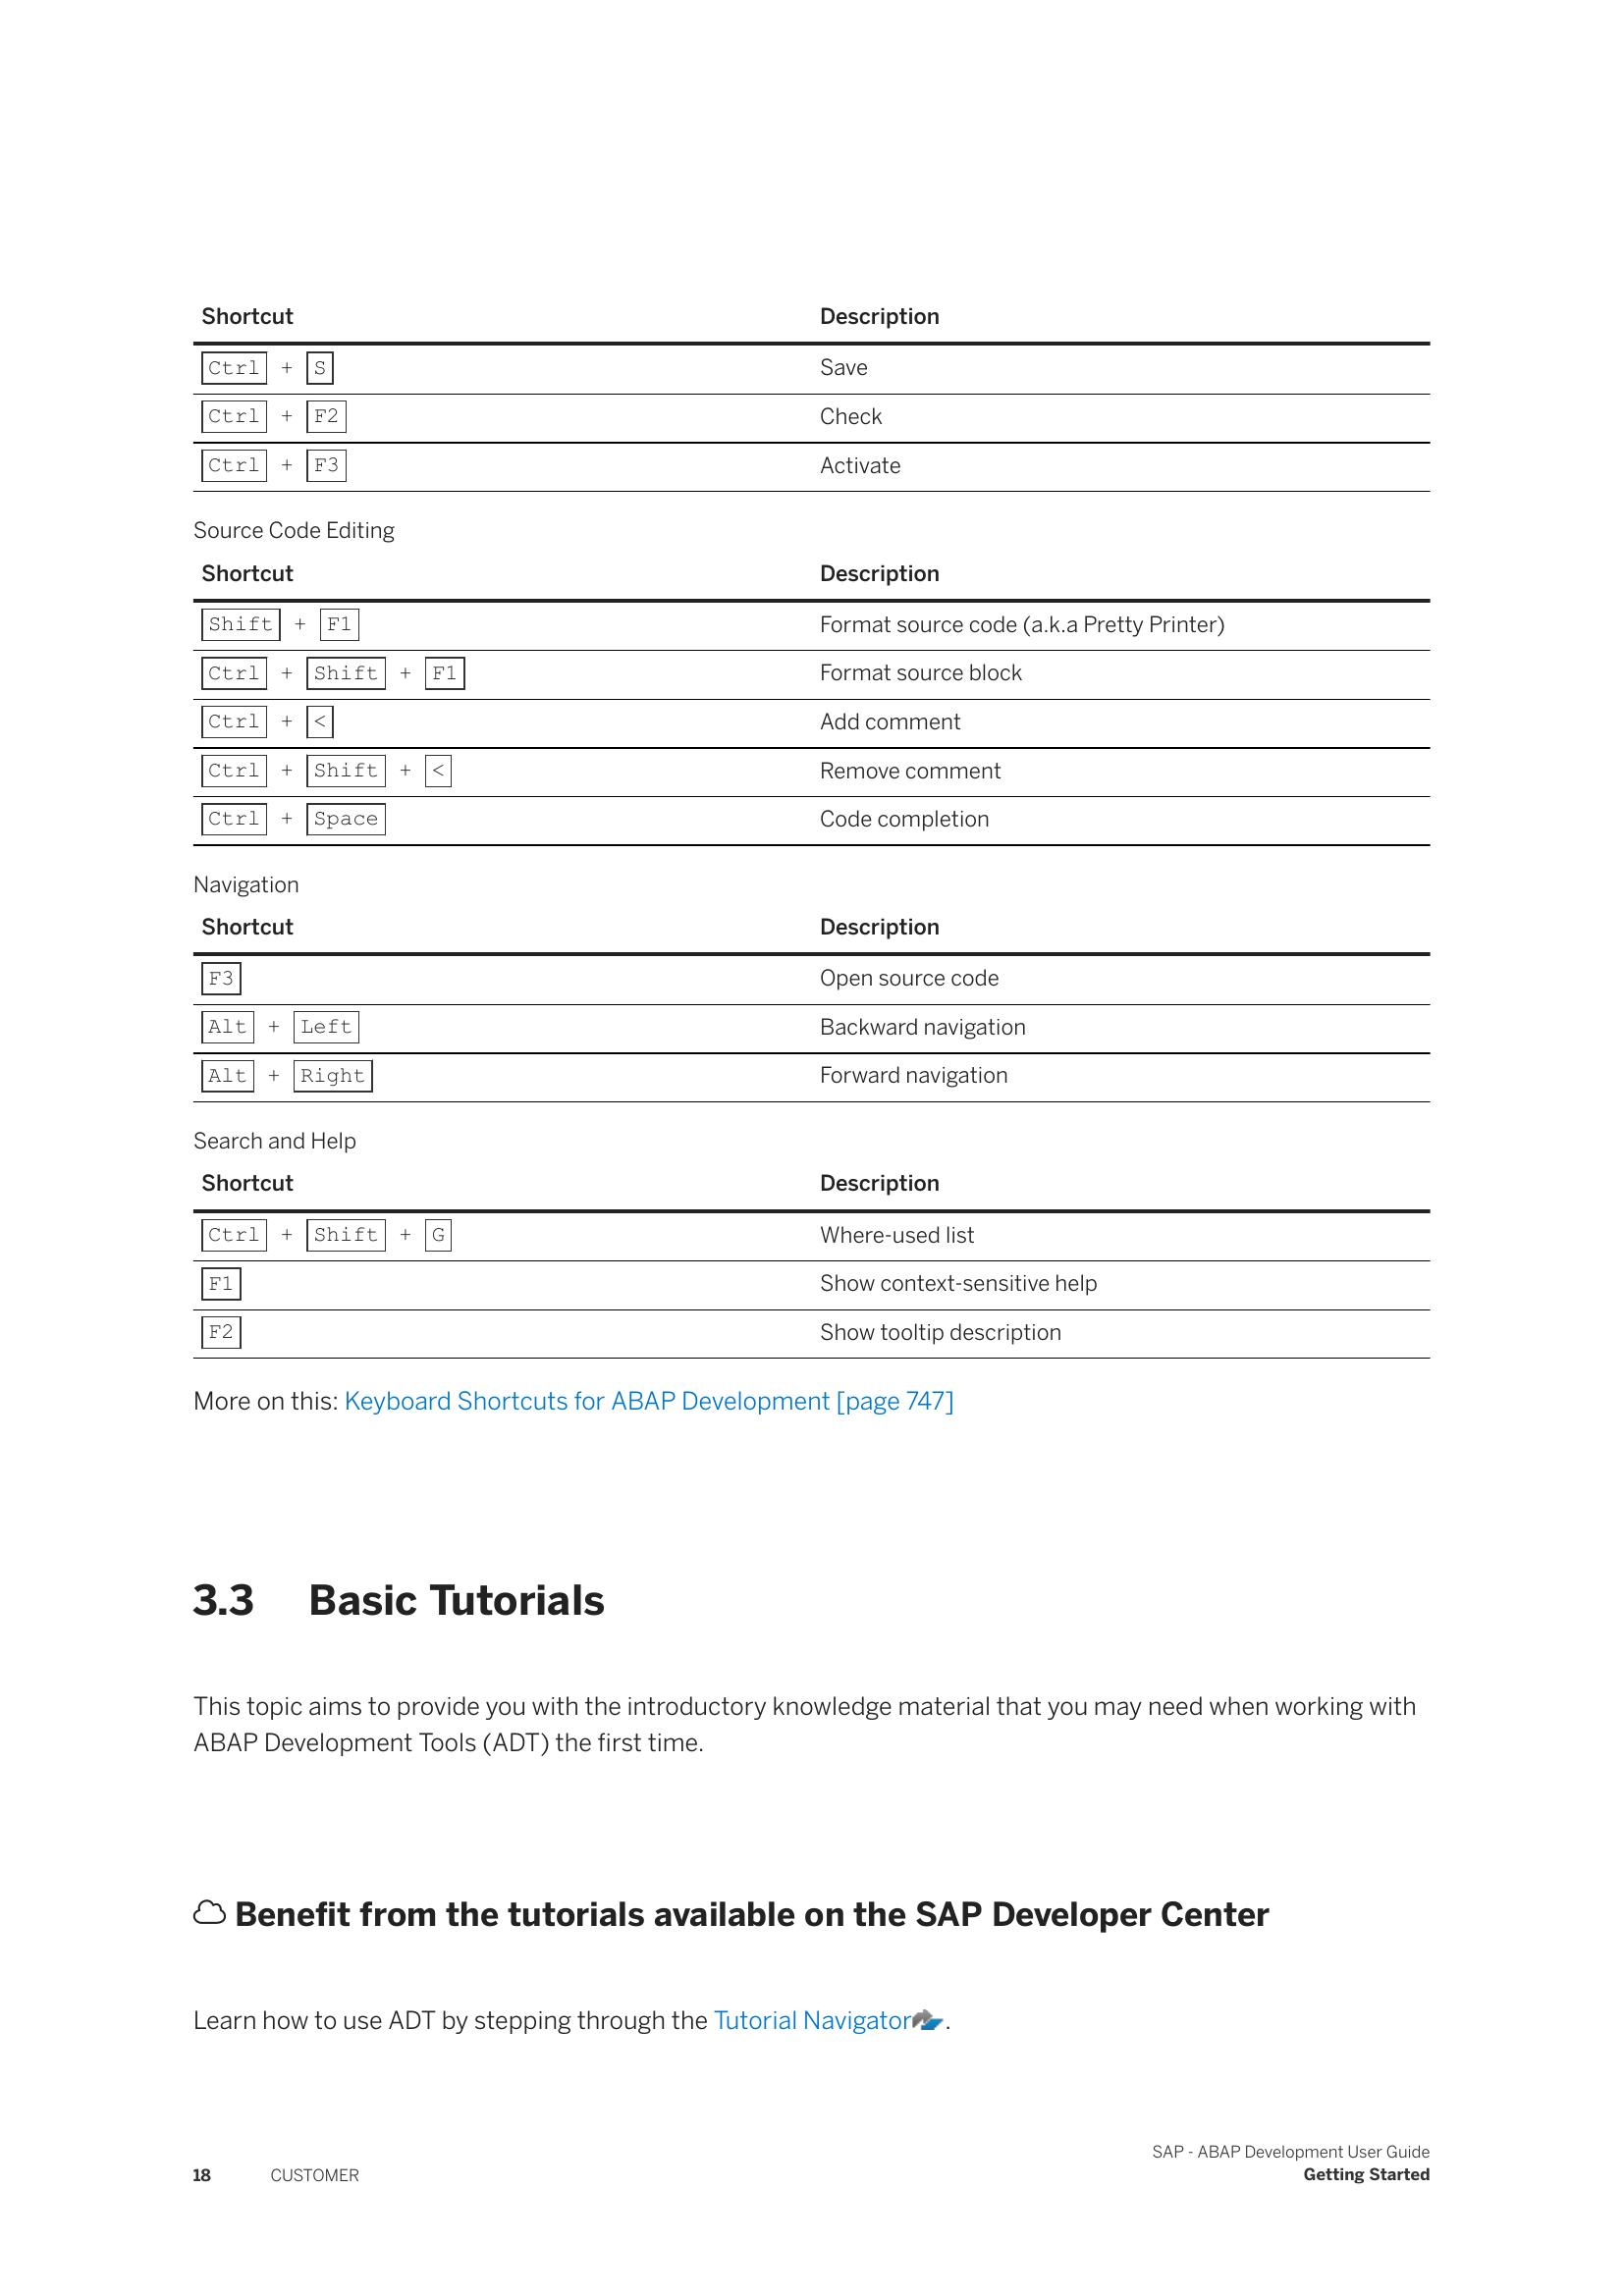 Shortcut Description
Ctrl + S Save
Ctrl + F2 Check
Ctrl + F3 Activate
Source Code Editing
Shortcut Description
Shift + F1 Format source code (a.k.a Pretty Printer)
Ctrl + Shift + F1 Format source block
Ctrl + < Add comment
Ctrl + Shift + < Remove comment
Ctrl + Space Code completion
Navigation
Shortcut Description
F3 Open source code
Alt + Left Backward navigation
Alt + Right Forward navigation
Search and Help
Shortcut Description
Ctrl + Shift + G Where-used list
F1 Show context-sensitive help
F2 Show tooltip description
More on this: Keyboard Shortcuts for ABAP Development [page 747]
3.3 Basic Tutorials
This topic aims to provide you with the introductory knowledge material that you may need when working with
ABAP Development Tools (ADT) the first time.
Benefit from the tutorials available on the SAP Developer Center
Learn how to use ADT by stepping through the Tutorial Navigator.
SAP - ABAP Development User Guide
18 CUSTOMER Getting Started